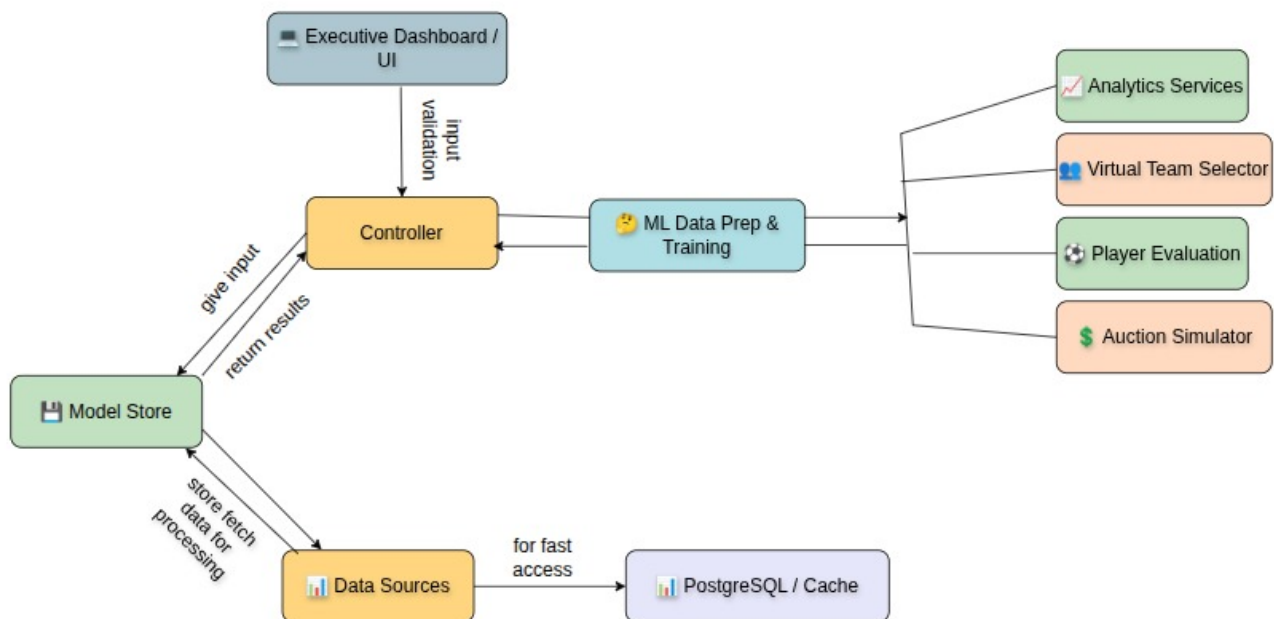 💻 Executive Dashboard /
UI
input
validation
Controller
🤔 ML Data Prep &
Training
📈 Analytics Services
👥 Virtual Team Selector
⚽ Player Evaluation
💲 Auction Simulator
give input
return results
💾 Model Store
store fetch
data for
processing
📊 Data Sources
for fast
access
📊 PostgreSQL / Cache